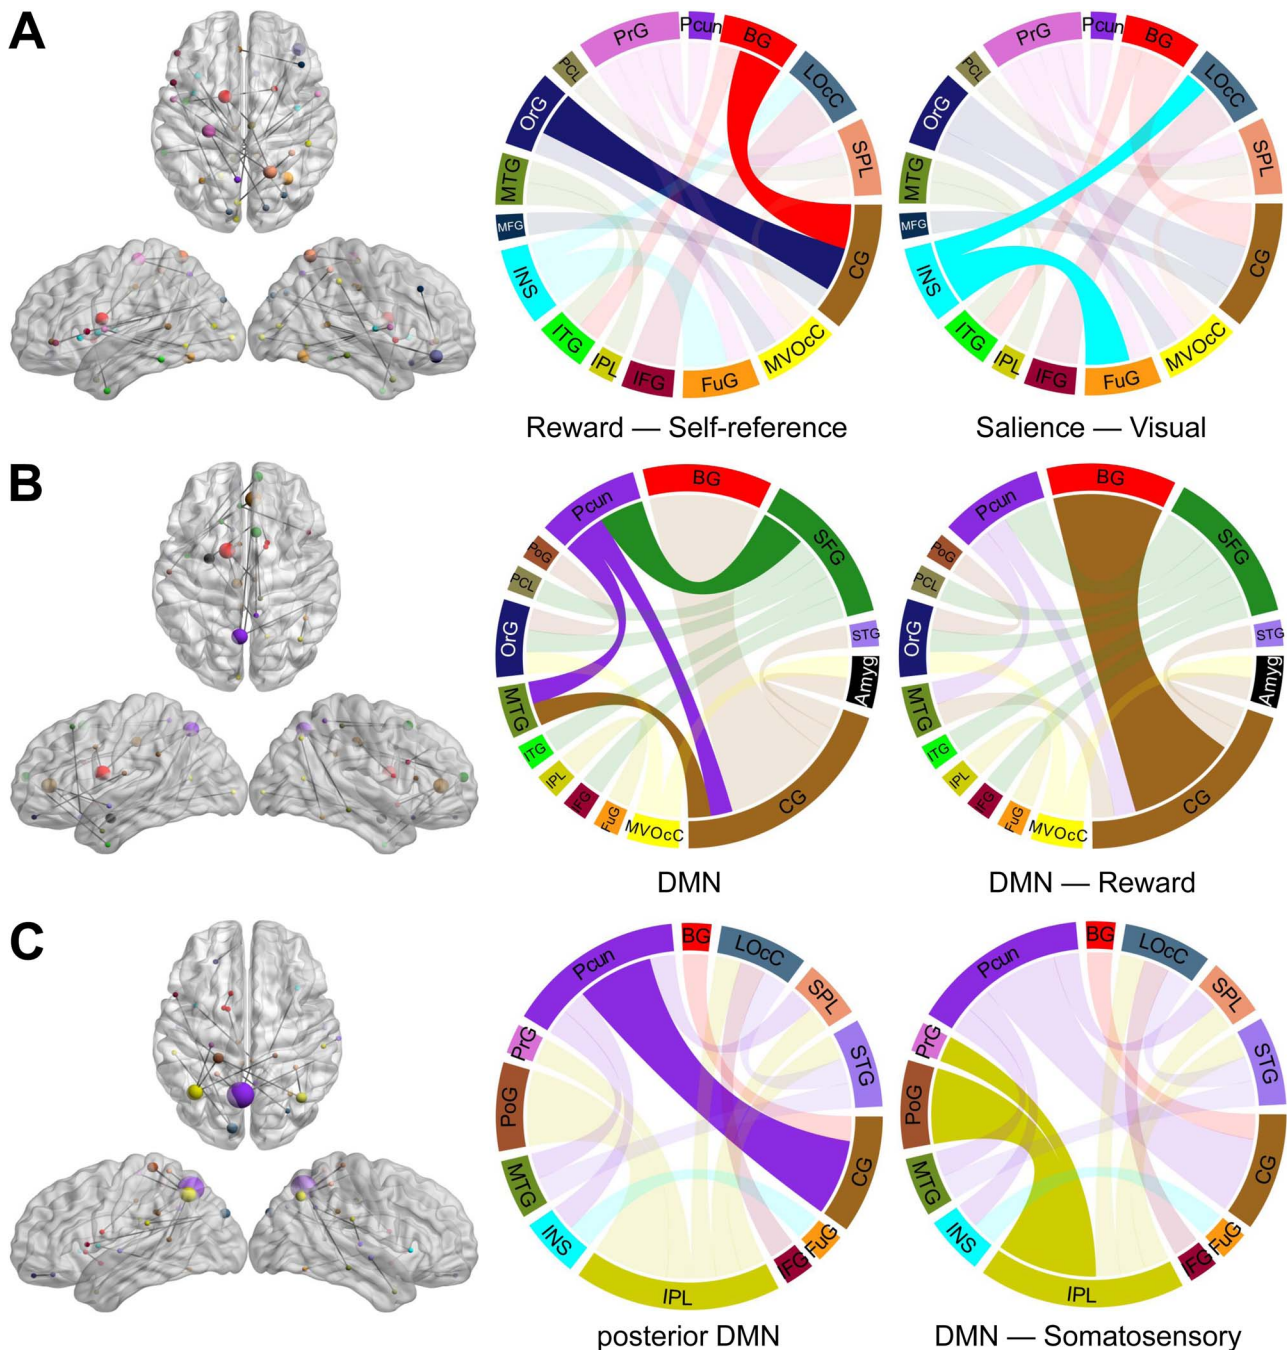 A
PrG
Pcun
BG
LOcC
SPL
CG
MVOcC
FuG
IFG
IPL
ITG
INS
MFG
MTG
OrG
PCL
Reward — Self-reference
PrG
Pcun
BG
LOcC
SPL
CG
MVOcC
FuG
IFG
IPL
ITG
INS
MFG
MTG
OrG
PCL
Salience — Visual
B
Pcun
BG
SFG
STG
Amyg
CG
MVOcC
FuG
IFG
IPL
ITG
MTG
OrG
PCL
PoG
DMN
Pcun
BG
SFG
STG
Amyg
CG
MVOcC
FuG
IFG
IPL
ITG
MTG
OrG
PCL
PoG
DMN — Reward
C
Pcun
BG
LOcC
SPL
STG
CG
FuG
IFG
IPL
INS
MTG
PoG
PrG
posterior DMN
Pcun
BG
LOcC
SPL
STG
CG
FuG
IFG
IPL
INS
MTG
PoG
PrG
DMN — Somatosensory